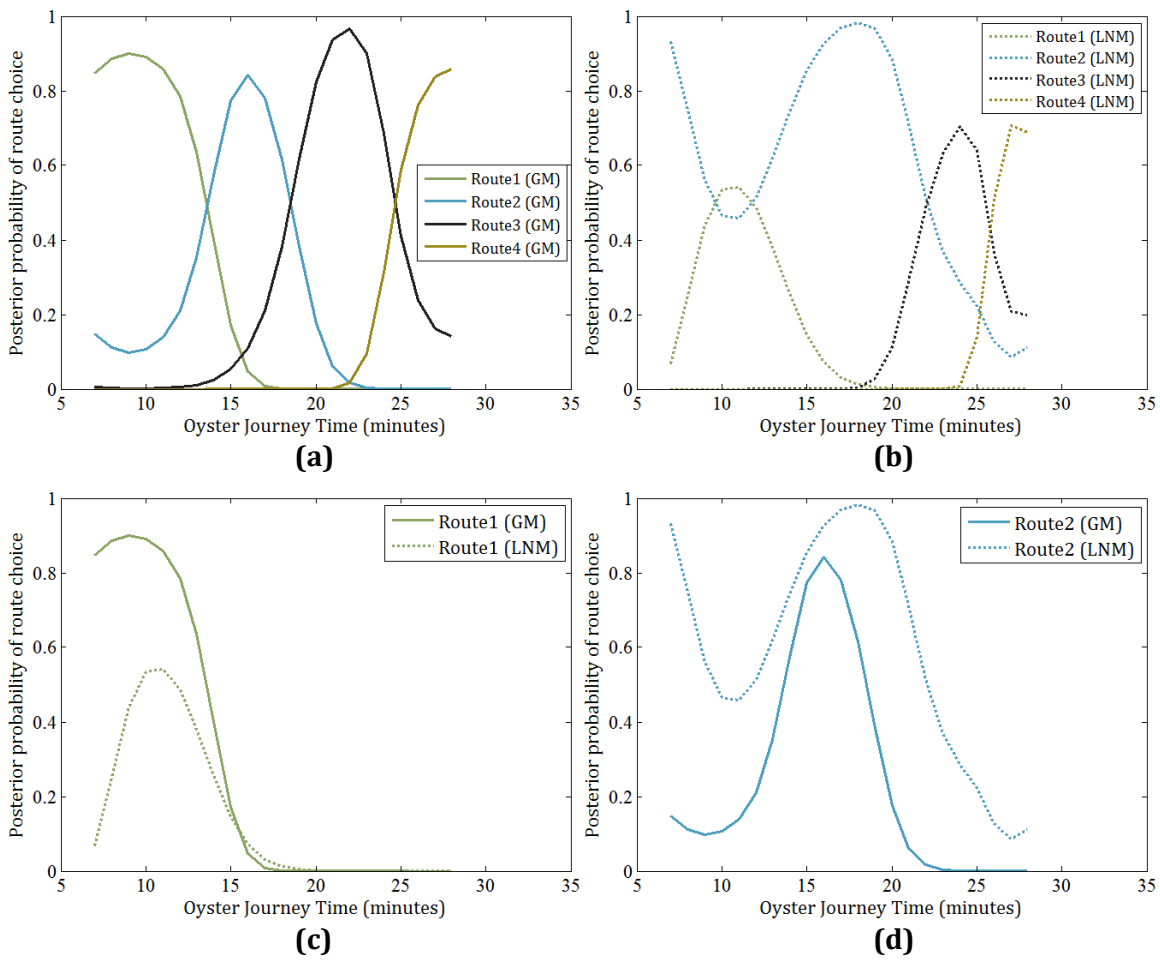 Posterior probability of route choice
1
0.8
0.6
0.4
0.2
0
Route1 (GM)
Route2 (GM)
Route3 (GM)
Route4 (GM)
5 10 15 20 25 30 35
Oyster Journey Time (minutes)
(a)
Posterior probability of route choice
1
0.8
0.6
0.4
0.2
0
Route1 (LNM)
Route2 (LNM)
Route3 (LNM)
Route4 (LNM)
5 10 15 20 25 30 35
Oyster Journey Time (minutes)
(b)
Posterior probability of route choice
1
0.8
0.6
0.4
0.2
0
Route1 (GM)
Route1 (LNM)
5 10 15 20 25 30 35
Oyster Journey Time (minutes)
(c)
Posterior probability of route choice
1
0.8
0.6
0.4
0.2
0
Route2 (GM)
Route2 (LNM)
5 10 15 20 25 30 35
Oyster Journey Time (minutes)
(d)